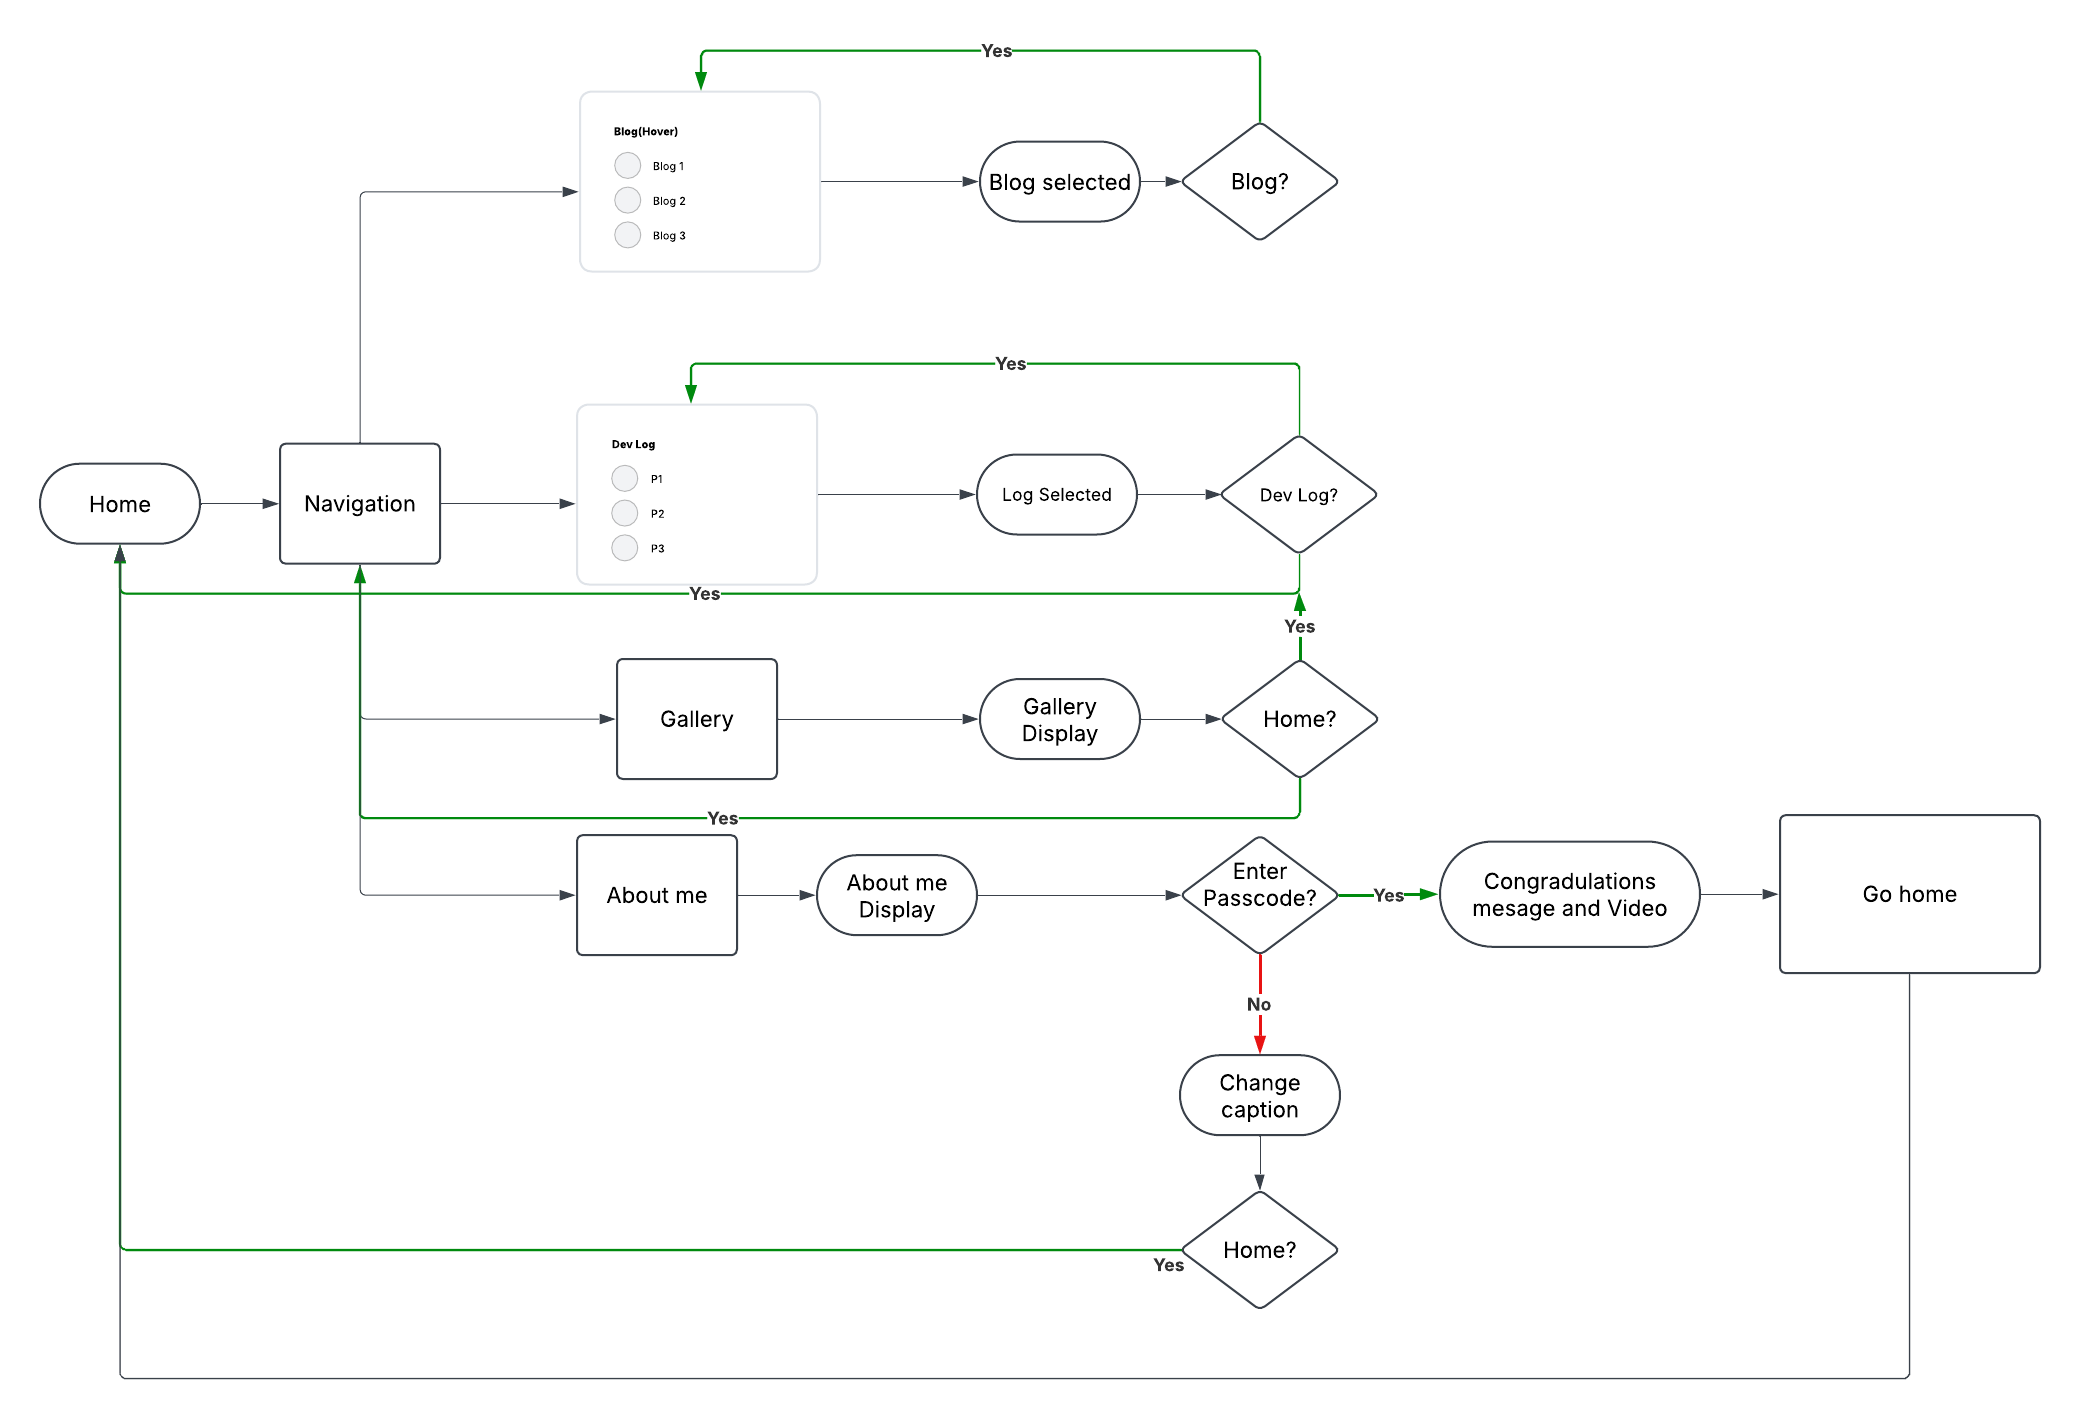 Yes
Blog(Hover)
Blog 1
Blog 2
Blog 3
Blog selected
Blog?
Yes
Dev Log
P1
P2
P3
Home
Navigation
Log Selected
Dev Log?
Yes
Yes
Gallery
Gallery
Display
Home?
Yes
About me
About me
Display
Enter
Passcode?
Yes
Congradulations
mesage and Video
Go home
No
Change
caption
Home?
Yes